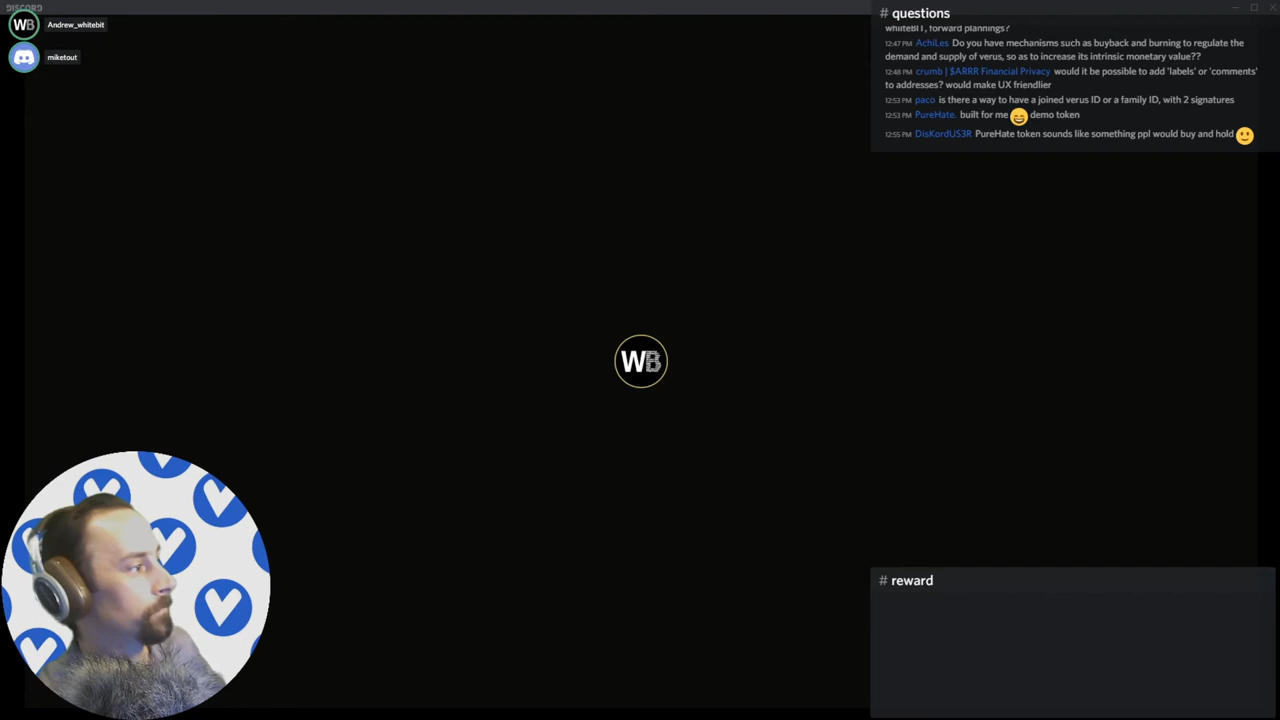 DISCORD
WB Andrew_whitebit
miketout
# questions
whiteBIT, forward plannings?
12:47 PM AchiLes Do you have mechanisms such as buyback and burning to regulate the
demand and supply of verus, so as to increase its intrinsic monetary value??
12:48 PM crumb | $ARRR Financial Privacy would it be possible to add 'labels' or 'comments'
to addresses? would make UX friendlier
12:53 PM paco is there a way to have a joined verus ID or a family ID, with 2 signatures
12:53 PM PureHate. built for me 😄 demo token
12:55 PM DisKordUS3R PureHate token sounds like something ppl would buy and hold 🙂
WB
# reward